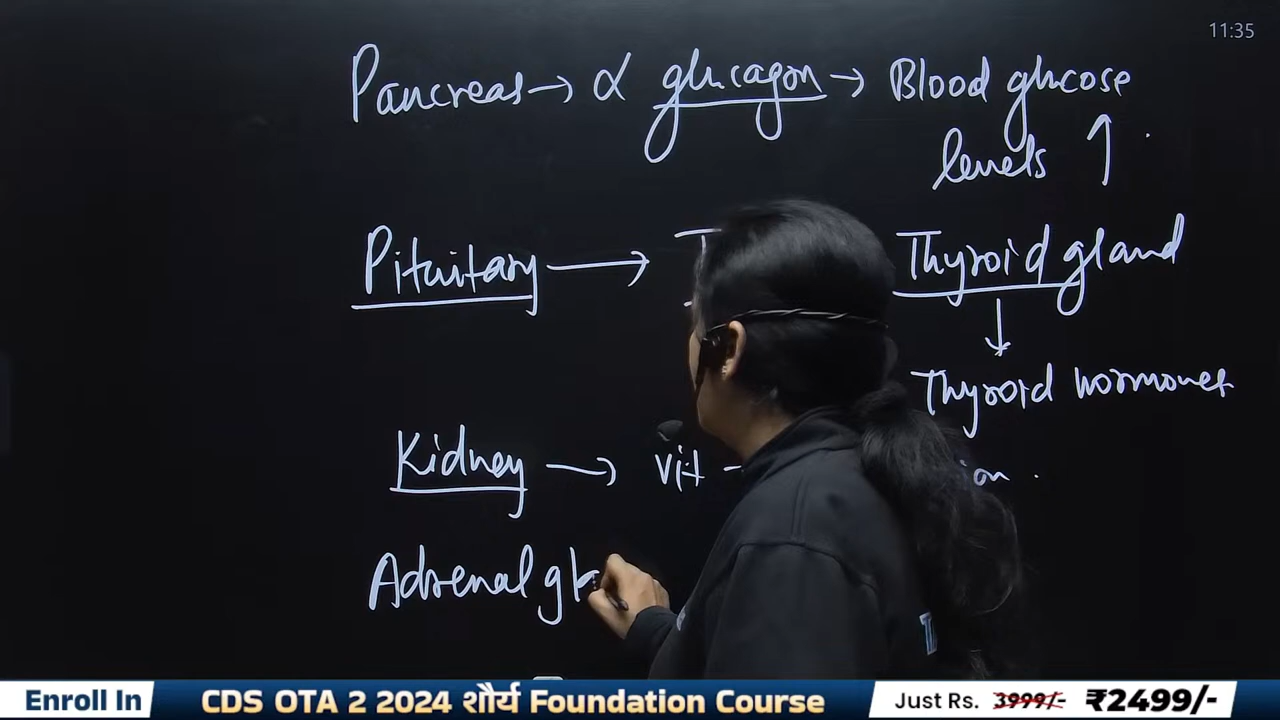 11:35
Pancreas → α glucagon → Blood glucose
levels ↑
Pituitary → T Thyroid gland
↓
Thyroid hormones
Kidney → vit -
Adrenal gla
Enroll In CDS OTA 2 2024 शौर्य Foundation Course Just Rs. 3999/- ₹2499/-